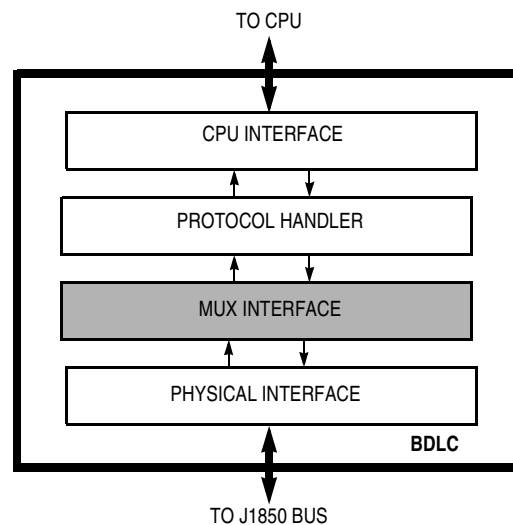 TO CPU
CPU INTERFACE
PROTOCOL HANDLER
MUX INTERFACE
PHYSICAL INTERFACE
BDLC
TO J1850 BUS